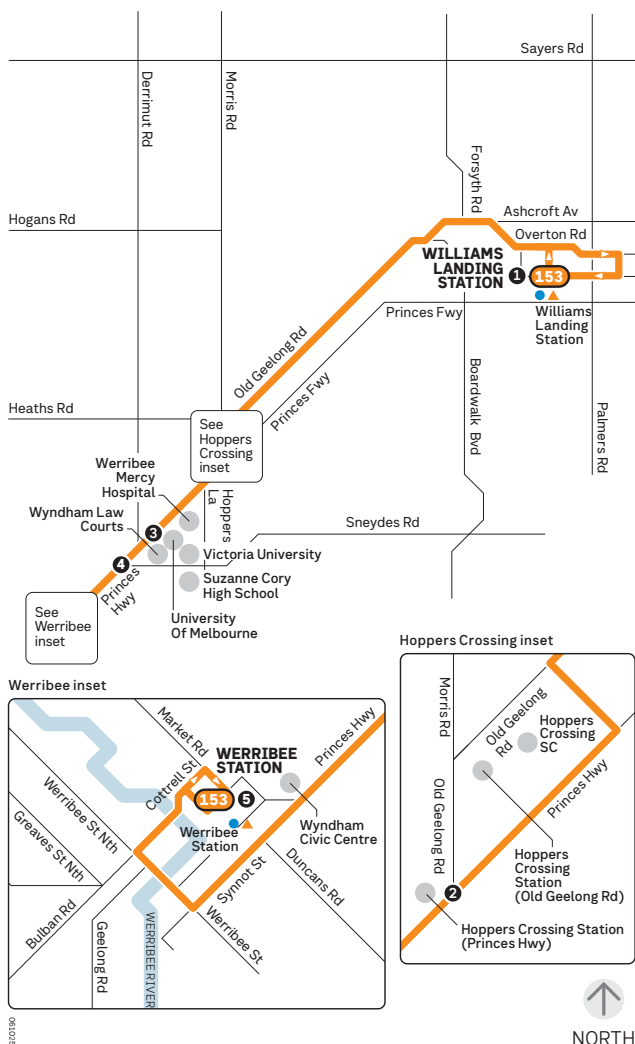 Sayers Rd
Derrimut Rd
Morris Rd
Forsyth Rd
Hogans Rd
Ashcroft Av
Overton Rd
WILLIAMS
LANDING
STATION
1
153
Williams
Landing
Station
Princes Fwy
Old Geelong Rd
Princes Fwy
Boardwalk Blvd
Palmers Rd
Heaths Rd
See
Hoppers
Crossing
inset
Werribee
Mercy
Hospital
Hoppers
La
Wyndham Law
Courts
3
Sneydes Rd
4
Victoria University
Princes
Hwy
Suzanne Cory
High School
University
Of Melbourne
See
Werribee
inset
Hoppers Crossing inset
Morris Rd
Old Geelong
Rd
Hoppers
Crossing
SC
Old Geelong Rd
Princes Hwy
Hoppers
Crossing
Station
(Old Geelong Rd)
2
Hoppers Crossing Station
(Princes Hwy)
Werribee inset
Market Rd
WERRIBEE
STATION
Princes Hwy
Cottrell St
153
5
Werribee St Nth
Greaves St Nth
Werribee
Station
Wyndham
Civic Centre
Synnot St
Duncans Rd
Bulban Rd
Geelong Rd
WERRIBEE RIVER
Werribee St
NORTH
061025